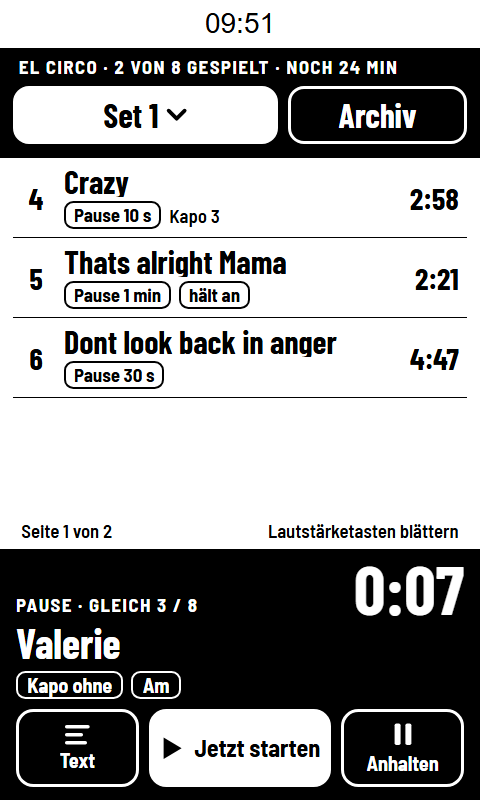 09:51
EL CIRCO · 2 VON 8 GESPIELT · NOCH 24 MIN
Set 1
Archiv
4 Crazy 2:58
Pause 10 s Kapo 3
5 Thats alright Mama 2:21
Pause 1 min hält an
6 Dont look back in anger 4:47
Pause 30 s
Seite 1 von 2 Lautstärketasten blättern
0:07
PAUSE · GLEICH 3 / 8
Valerie
Kapo ohne Am
Text
Jetzt starten
Anhalten